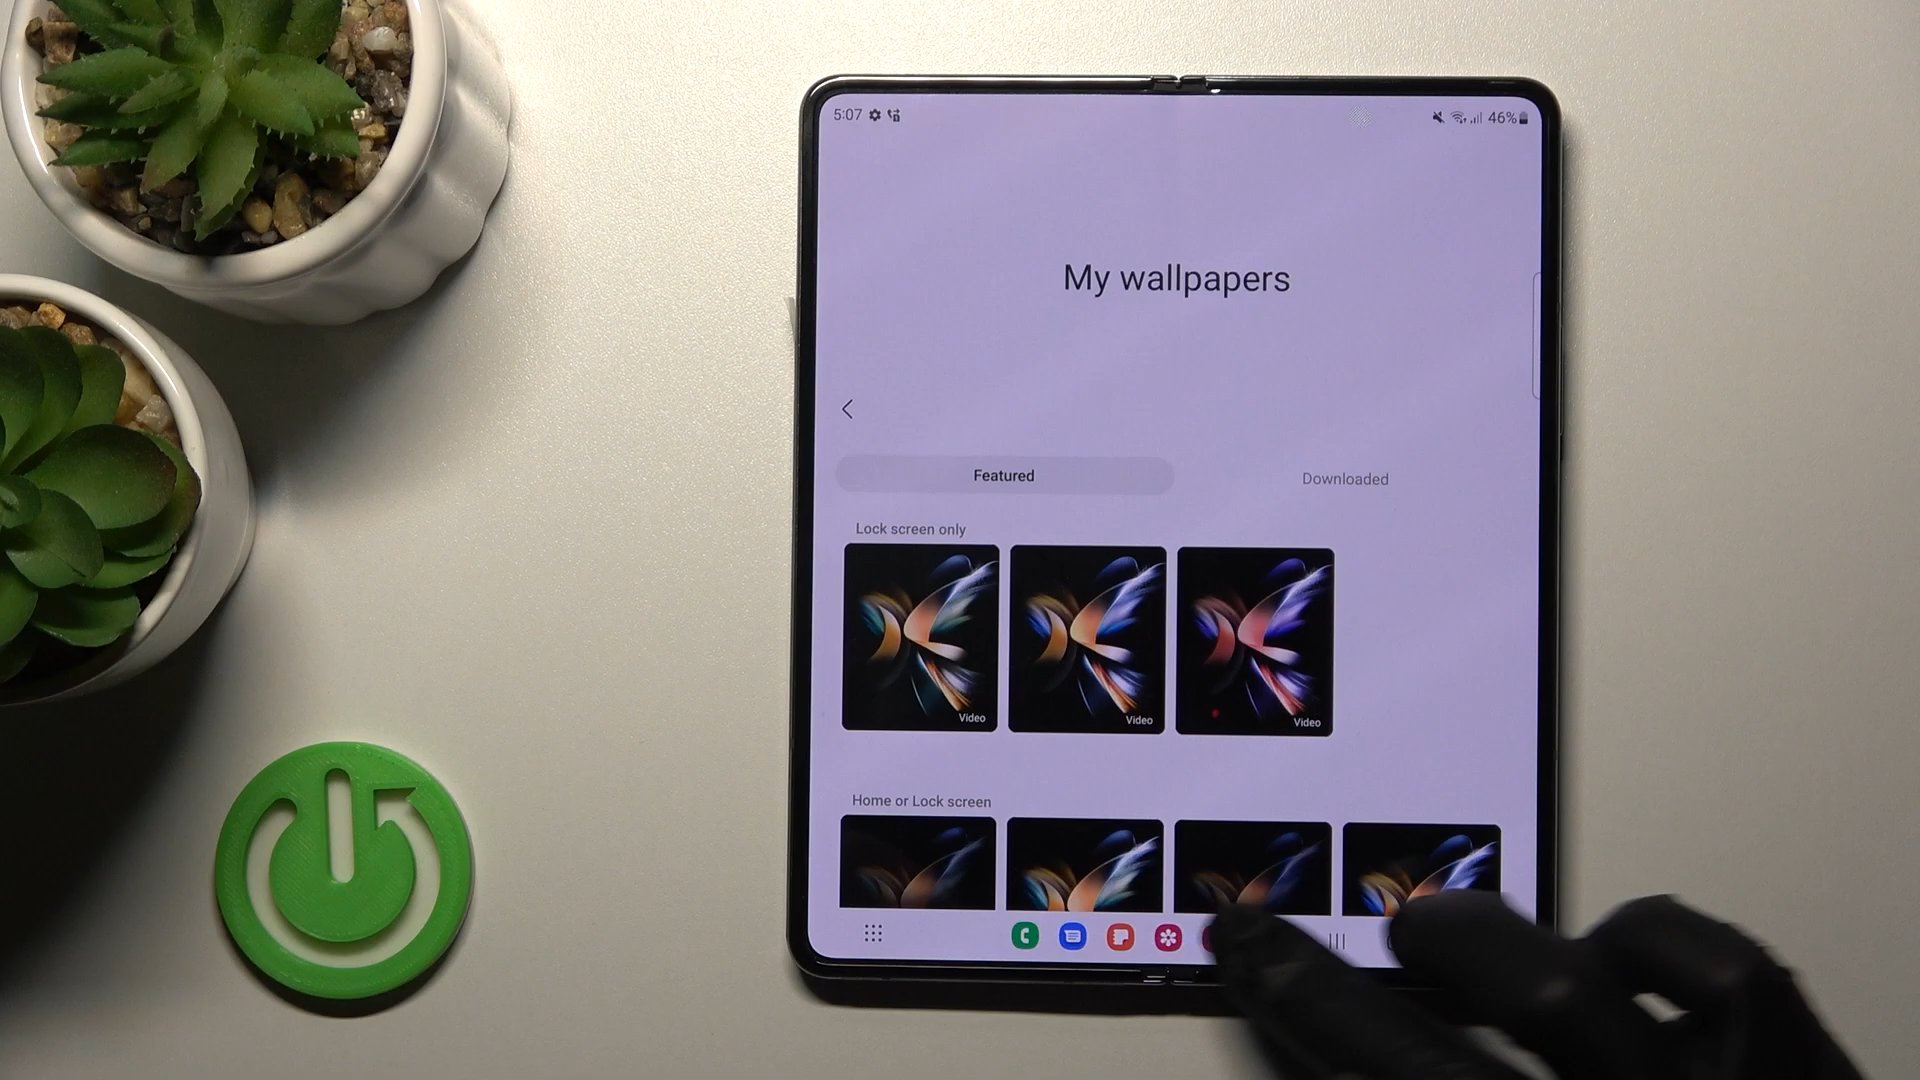 5:07
46%
My wallpapers
Featured
Downloaded
Lock screen only
Video
Video
Video
Home or Lock screen